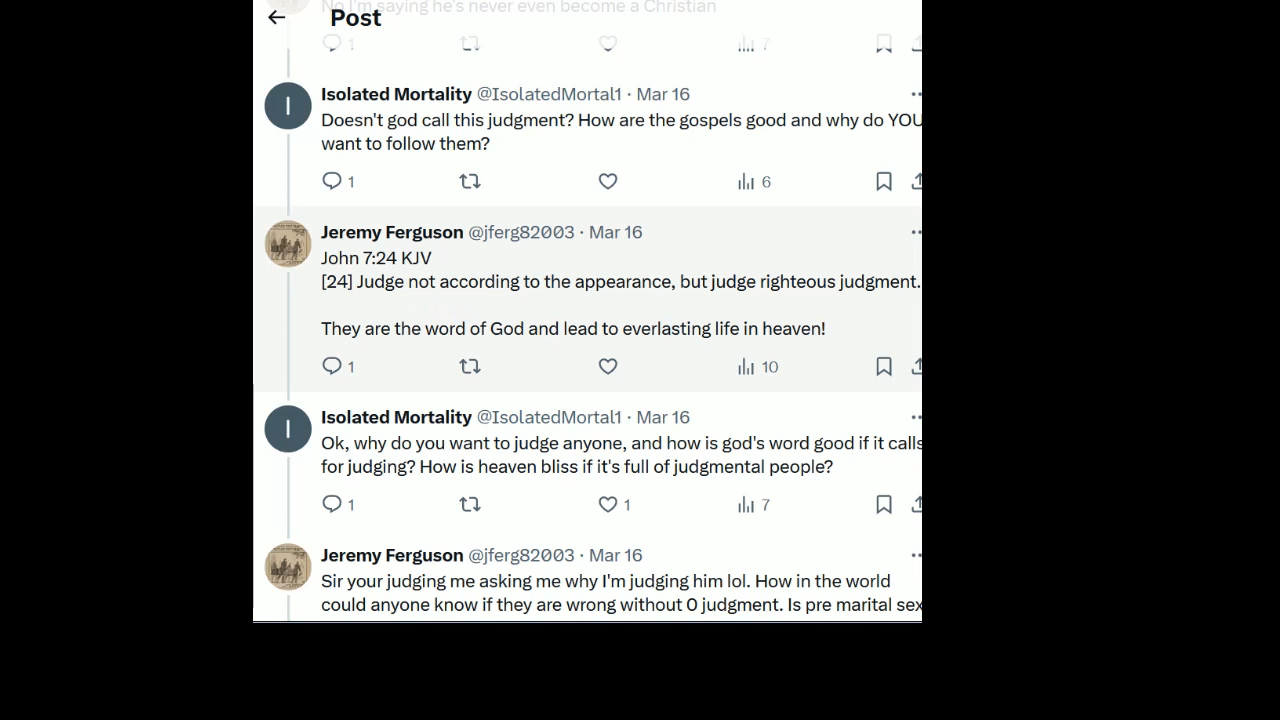 No I'm saying he's never even become a Christian
Post
1 7
Isolated Mortality @IsolatedMortal1 · Mar 16
Doesn't god call this judgment? How are the gospels good and why do YOU
want to follow them?
1 6
Jeremy Ferguson @jferg82003 · Mar 16
John 7:24 KJV
[24] Judge not according to the appearance, but judge righteous judgment.
They are the word of God and lead to everlasting life in heaven!
1 10
Isolated Mortality @IsolatedMortal1 · Mar 16
Ok, why do you want to judge anyone, and how is god's word good if it calls
for judging? How is heaven bliss if it's full of judgmental people?
1 1 7
Jeremy Ferguson @jferg82003 · Mar 16
Sir your judging me asking me why I'm judging him lol. How in the world
could anyone know if they are wrong without 0 judgment. Is pre marital sex